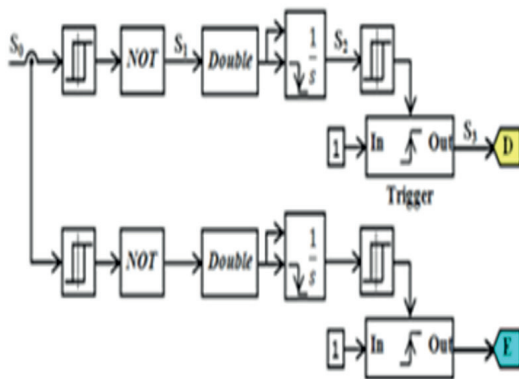 S₀ NOT S₁ Double 1/s S₂
1 In Out S₃ D
Trigger
NOT Double 1/s
1 In Out E